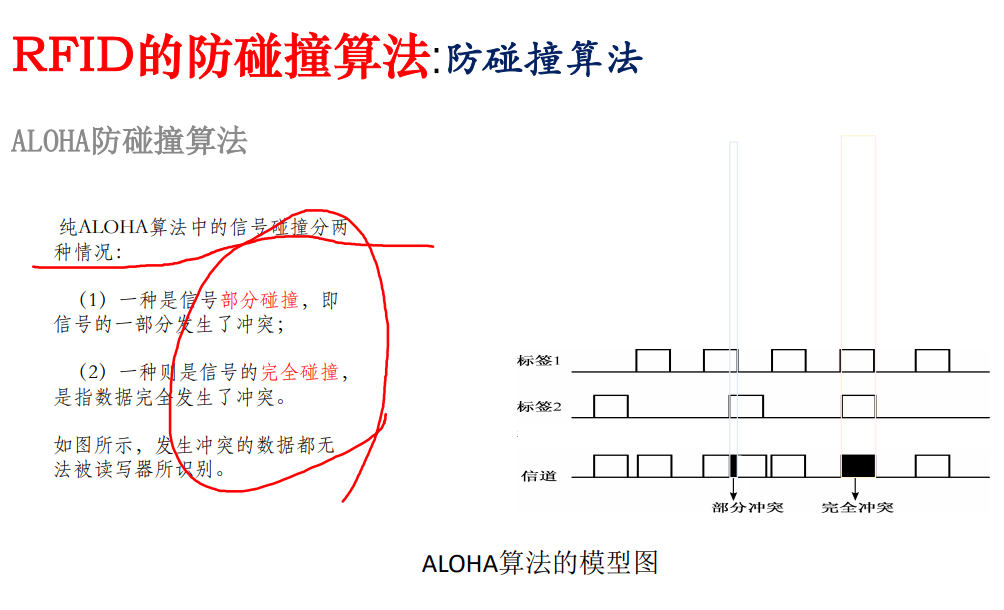 RFID的防碰撞算法:防碰撞算法
ALOHA防碰撞算法
纯ALOHA算法中的信号碰撞分两
种情况：
（1）一种是信号部分碰撞，即
信号的一部分发生了冲突；
（2）一种则是信号的完全碰撞，
是指数据完全发生了冲突。
如图所示，发生冲突的数据都无
法被读写器所识别。
标签1
标签2
信道
部分冲突
完全冲突
ALOHA算法的模型图